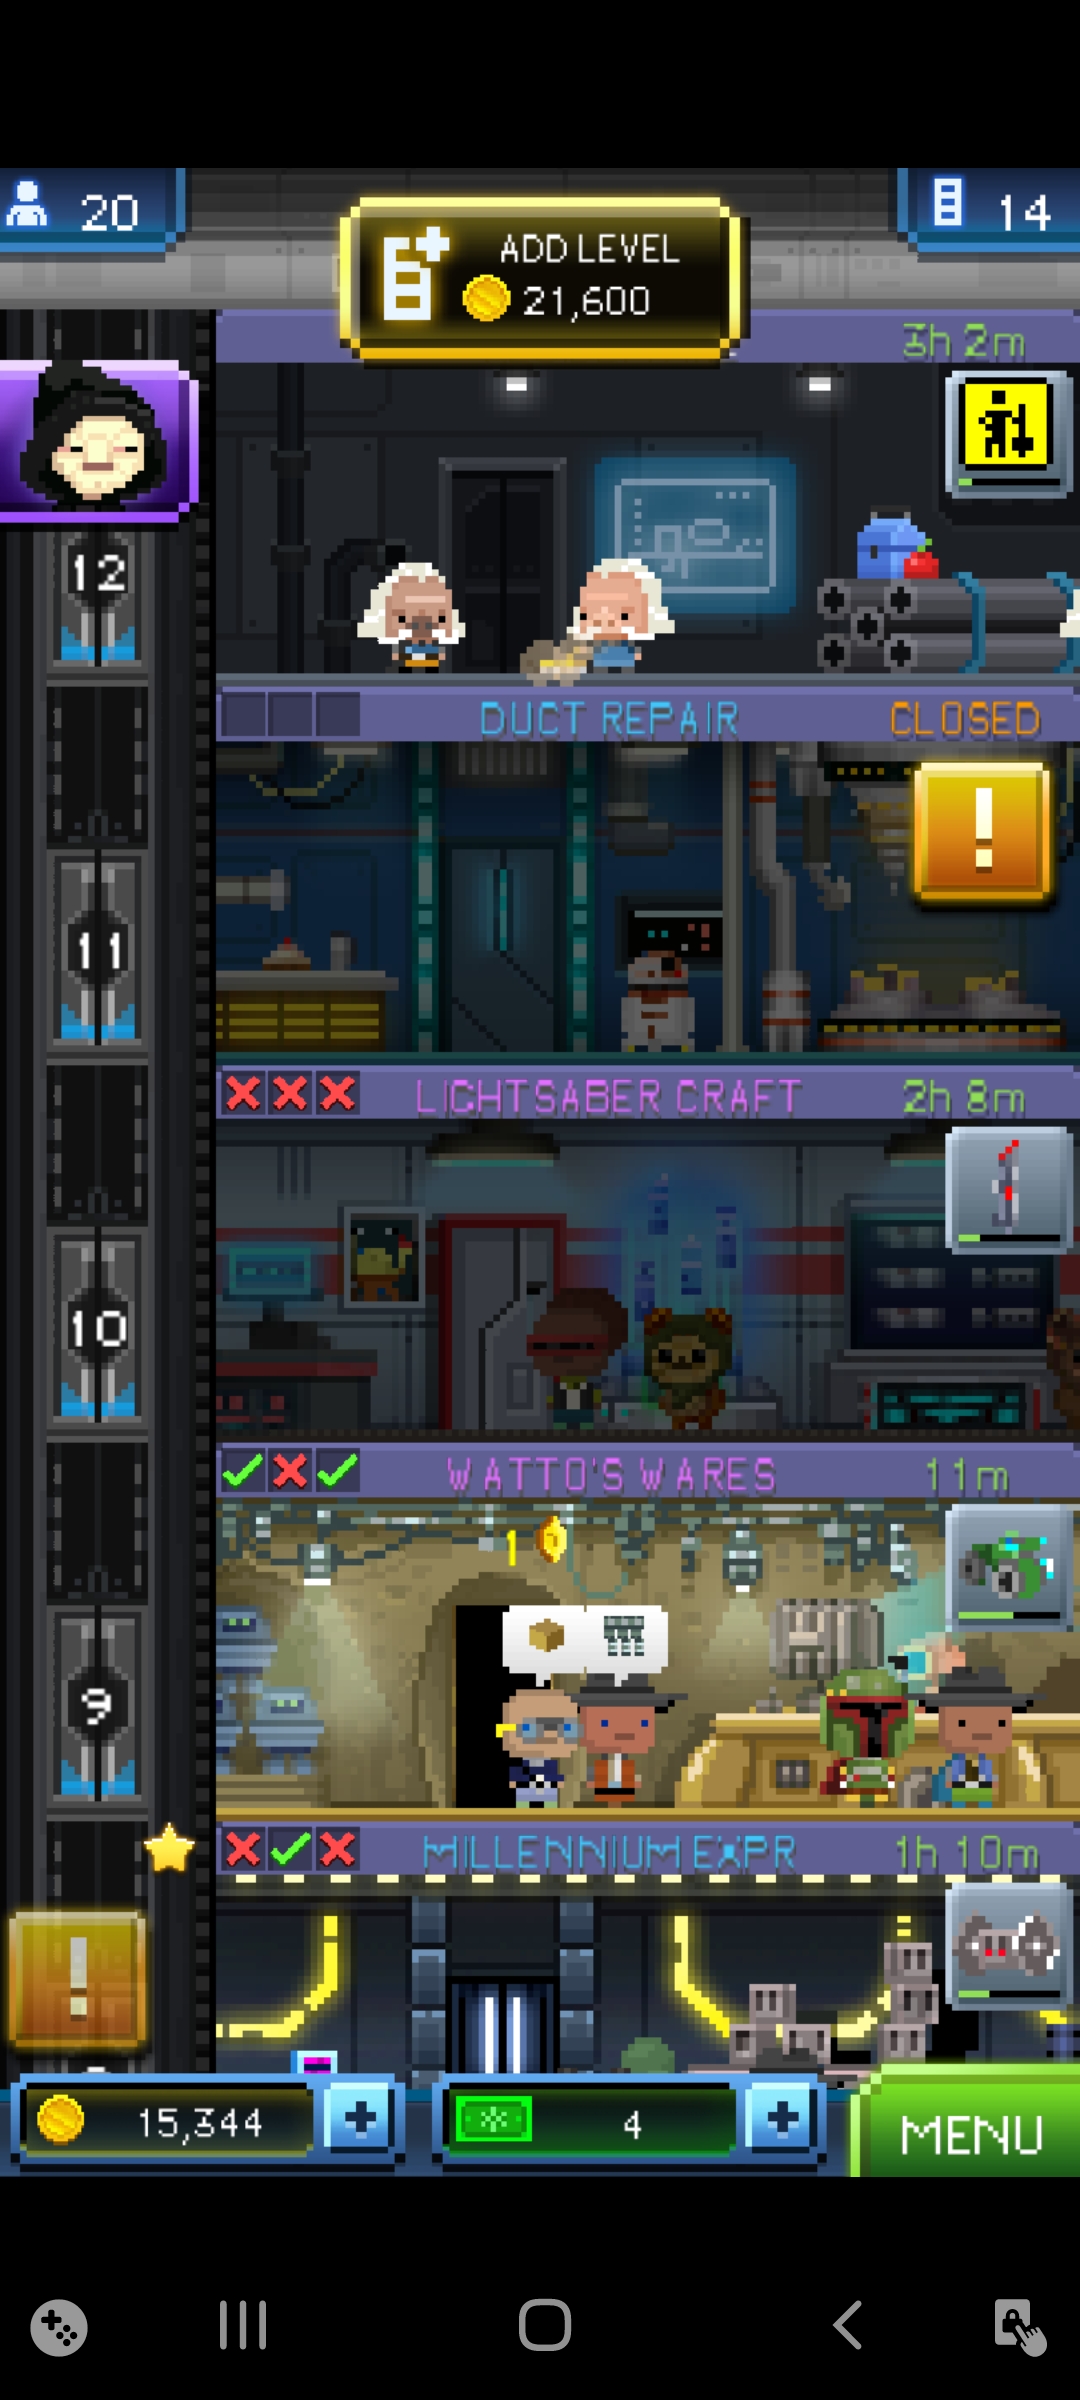 20
ADD LEVEL
21,600
14
3h 2m
12
DUCT REPAIR
CLOSED
!
11
LIGHTSABER CRAFT
2h 8m
10
WATTO'S WARES
11m
1
9
MILLENNIUM EXPR
1h 10m
!
15,344
+
4
+
MENU